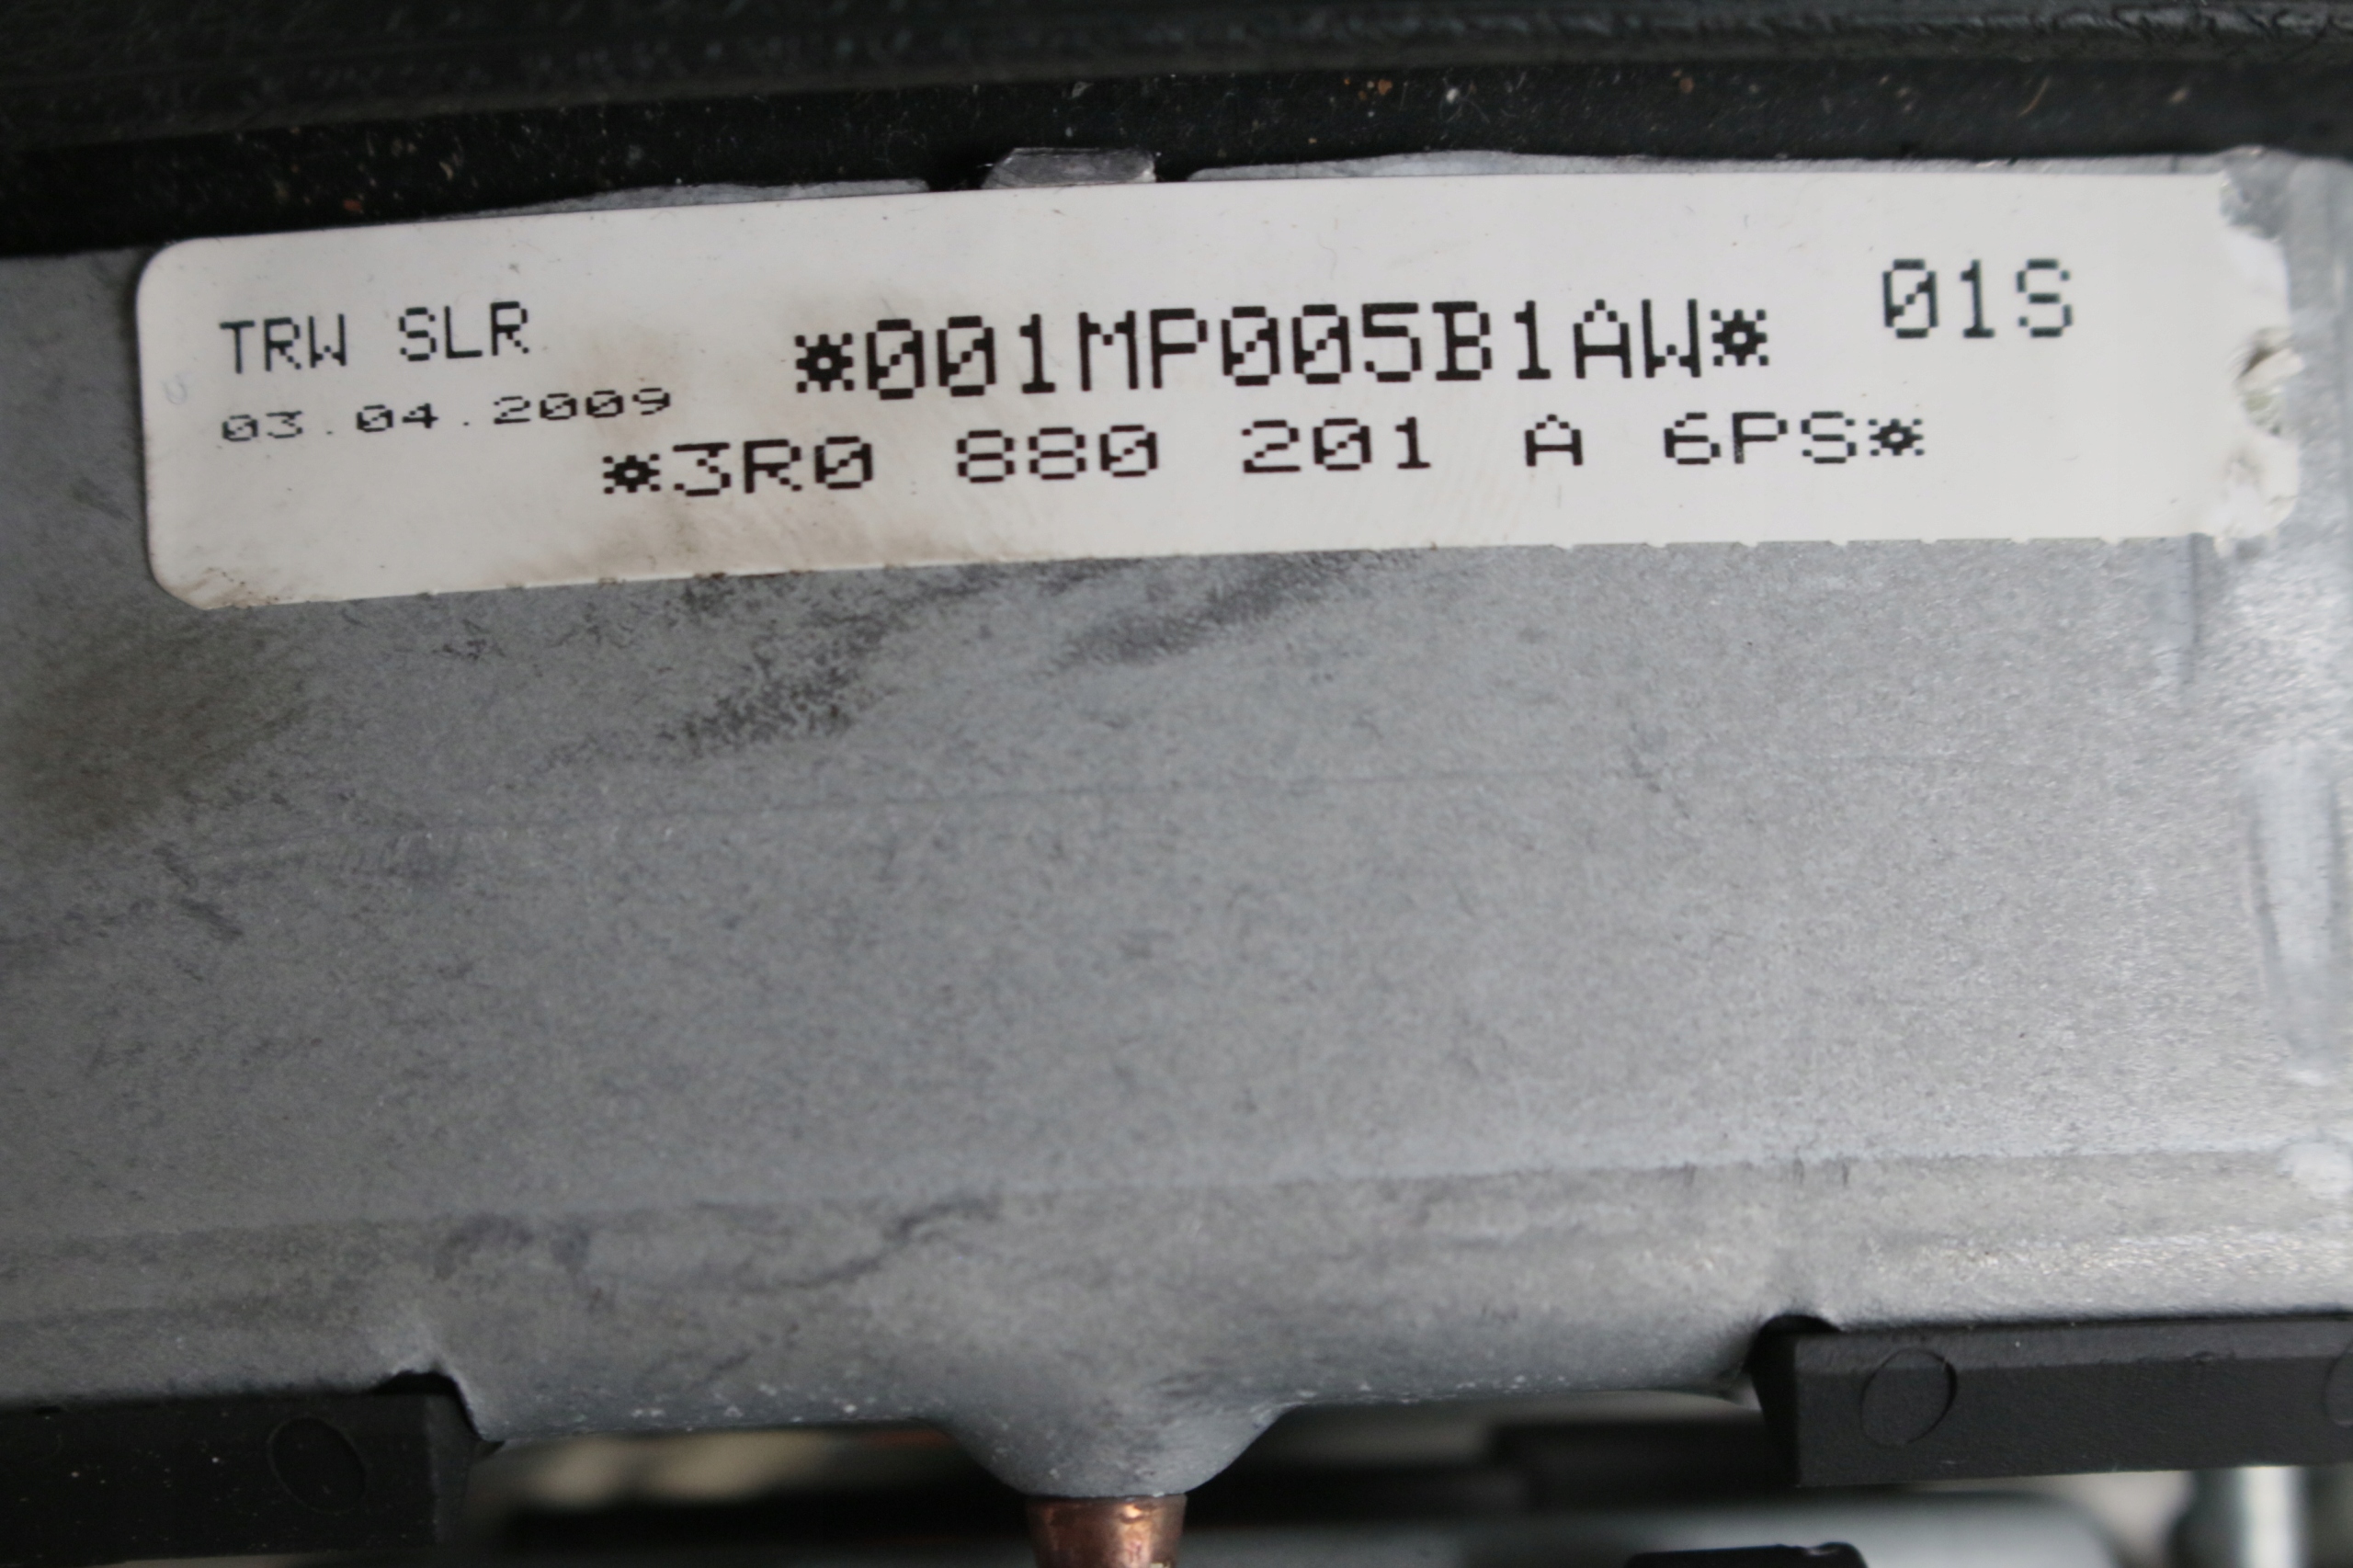 TRW SLR *001MP005B1AW* 01S
03.04.2009
*3R0 880 201 A 6PS*